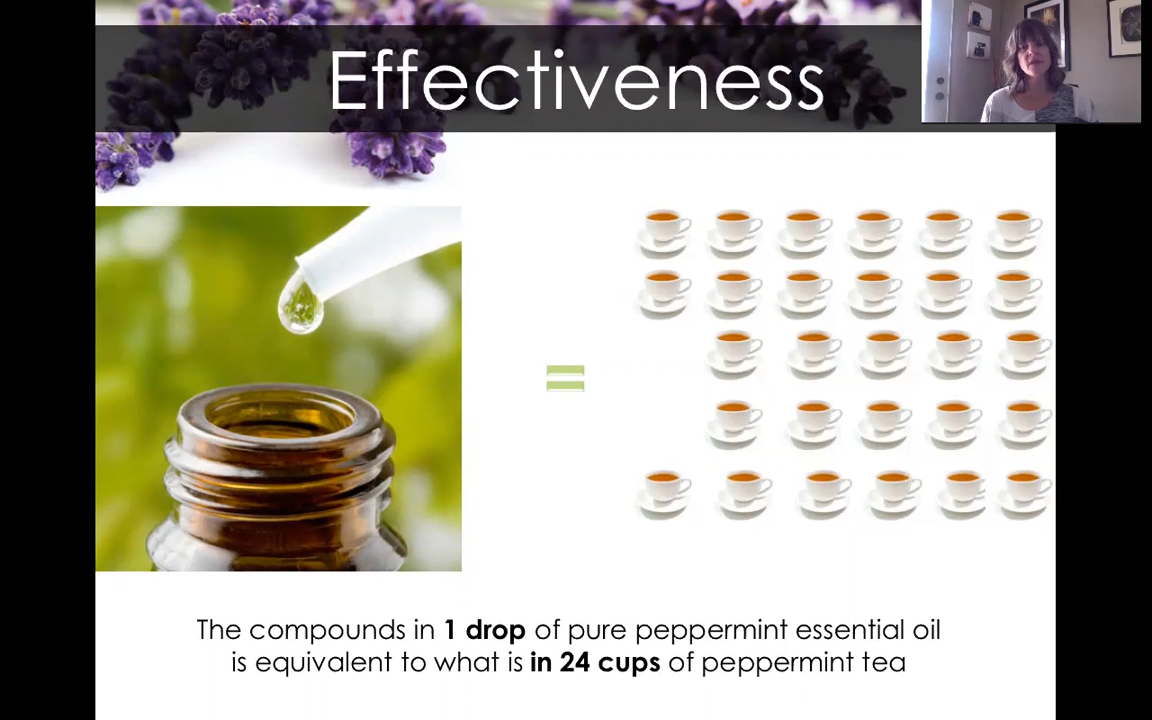 Effectiveness
=
The compounds in 1 drop of pure peppermint essential oil
is equivalent to what is in 24 cups of peppermint tea